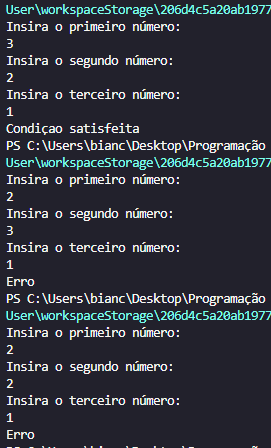 User\workspaceStorage\206d4c5a20ab1977
Insira o primeiro número:
3
Insira o segundo número:
2
Insira o terceiro número:
1
Condiçao satisfeita
PS C:\Users\bianc\Desktop\Programação
User\workspaceStorage\206d4c5a20ab1977
Insira o primeiro número:
2
Insira o segundo número:
3
Insira o terceiro número:
1
Erro
PS C:\Users\bianc\Desktop\Programação
User\workspaceStorage\206d4c5a20ab1977
Insira o primeiro número:
2
Insira o segundo número:
2
Insira o terceiro número:
1
Erro